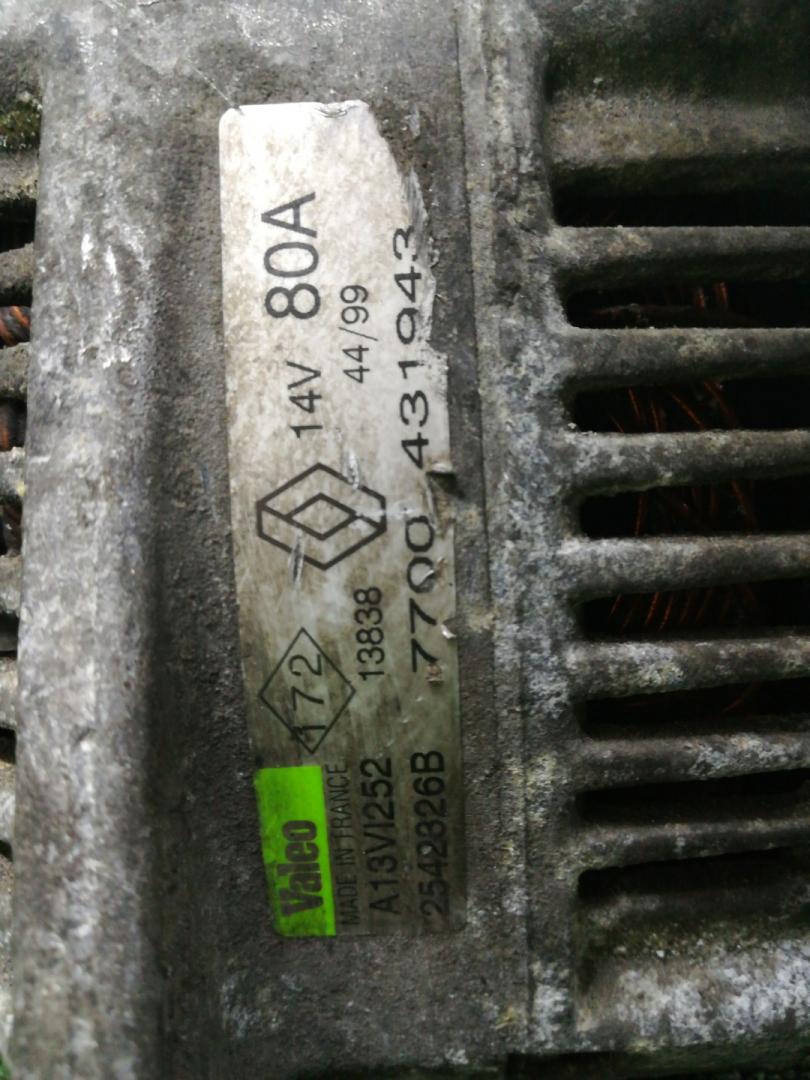 Valeo
MADE IN FRANCE
A13VI252
2542826B
172
13838
7700 431943
14V 80A
44/99